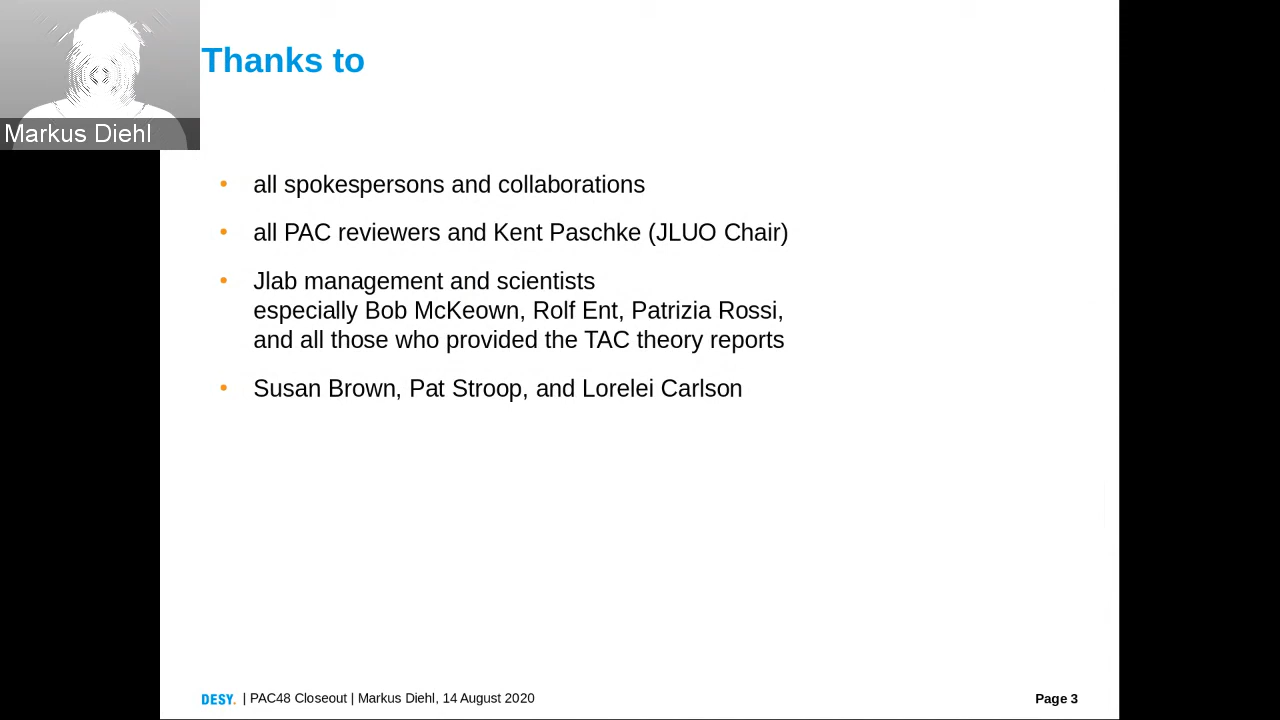 Thanks to
Markus Diehl
• all spokespersons and collaborations
• all PAC reviewers and Kent Paschke (JLUO Chair)
• Jlab management and scientists
especially Bob McKeown, Rolf Ent, Patrizia Rossi,
and all those who provided the TAC theory reports
• Susan Brown, Pat Stroop, and Lorelei Carlson
DESY. | PAC48 Closeout | Markus Diehl, 14 August 2020
Page 3